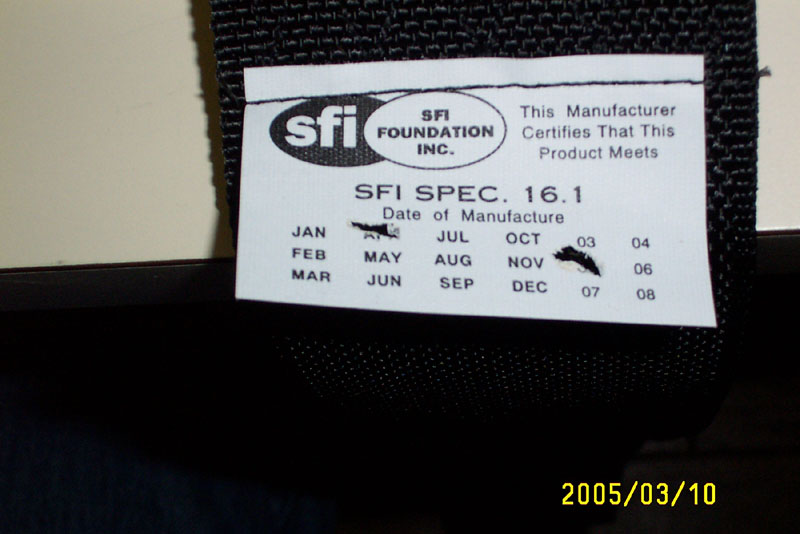 sfi
SFI
FOUNDATION
INC.
This Manufacturer
Certifies That This
Product Meets
SFI SPEC. 16.1
Date of Manufacture
JAN JUL OCT 03 04
FEB MAY AUG NOV 06
MAR JUN SEP DEC 07 08
2005/03/10